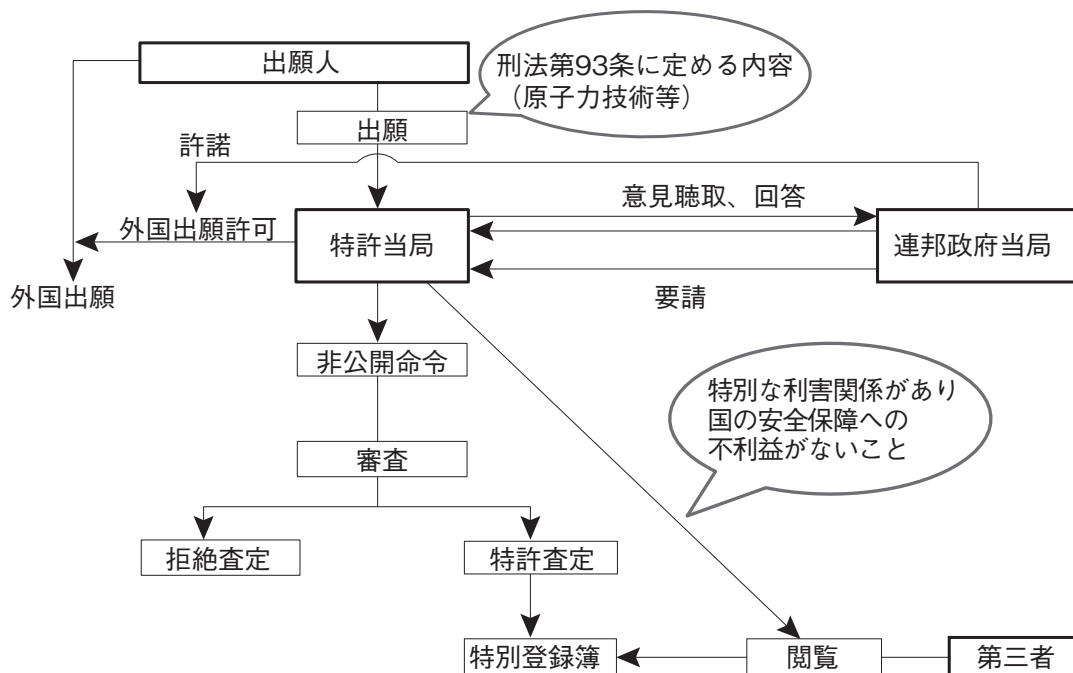 出願人
刑法第93条に定める内容
（原子力技術等）
出願
許諾
意見聴取、回答
外国出願許可
特許当局
連邦政府当局
外国出願
要請
非公開命令
特別な利害関係があり
国の安全保障への
不利益がないこと
審査
拒絶査定
特許査定
特別登録簿
閲覧
第三者